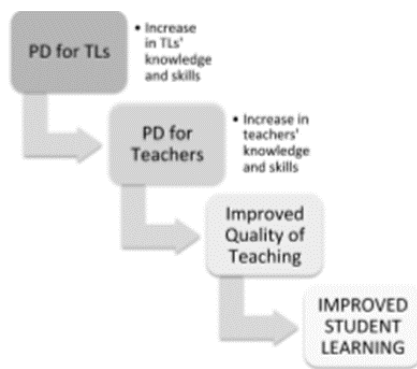 PD for TLs
• Increase
in TLs'
knowledge
and skills
PD for
Teachers
• Increase in
teachers'
knowledge
and skills
Improved
Quality of
Teaching
IMPROVED
STUDENT
LEARNING